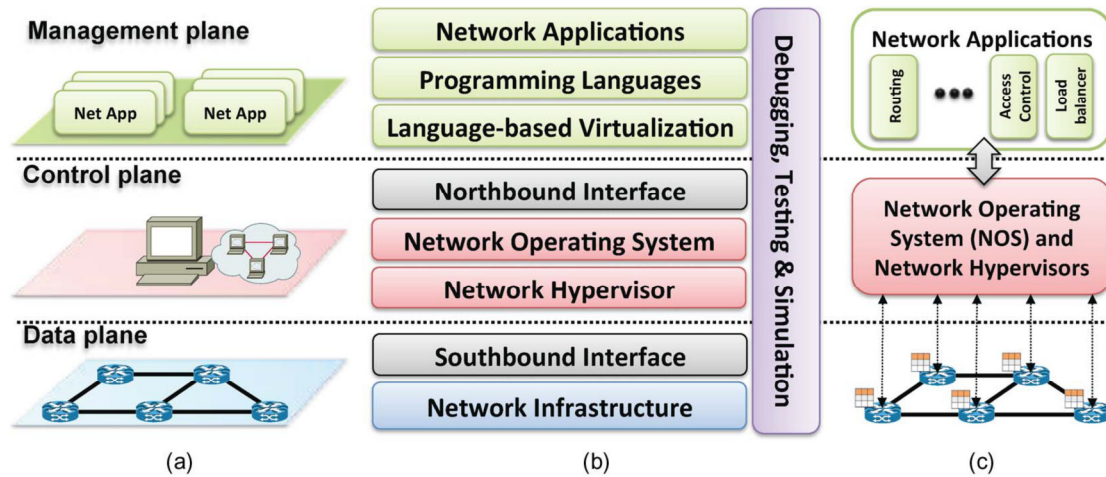 Management plane
Net App
Net App
Control plane
Data plane
(a)
Network Applications
Programming Languages
Language-based Virtualization
Northbound Interface
Network Operating System
Network Hypervisor
Southbound Interface
Network Infrastructure
Debugging, Testing & Simulation
(b)
Network Applications
Routing
Access
Control
Load
balancer
Network Operating
System (NOS) and
Network Hypervisors
(c)